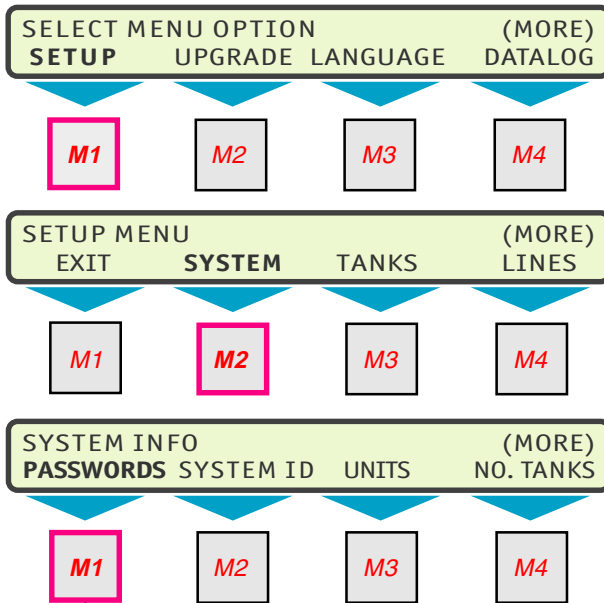 SELECT MENU OPTION (MORE)
SETUP UPGRADE LANGUAGE DATALOG
M1 M2 M3 M4
SETUP MENU (MORE)
EXIT SYSTEM TANKS LINES
M1 M2 M3 M4
SYSTEM INFO (MORE)
PASSWORDS SYSTEM ID UNITS NO. TANKS
M1 M2 M3 M4